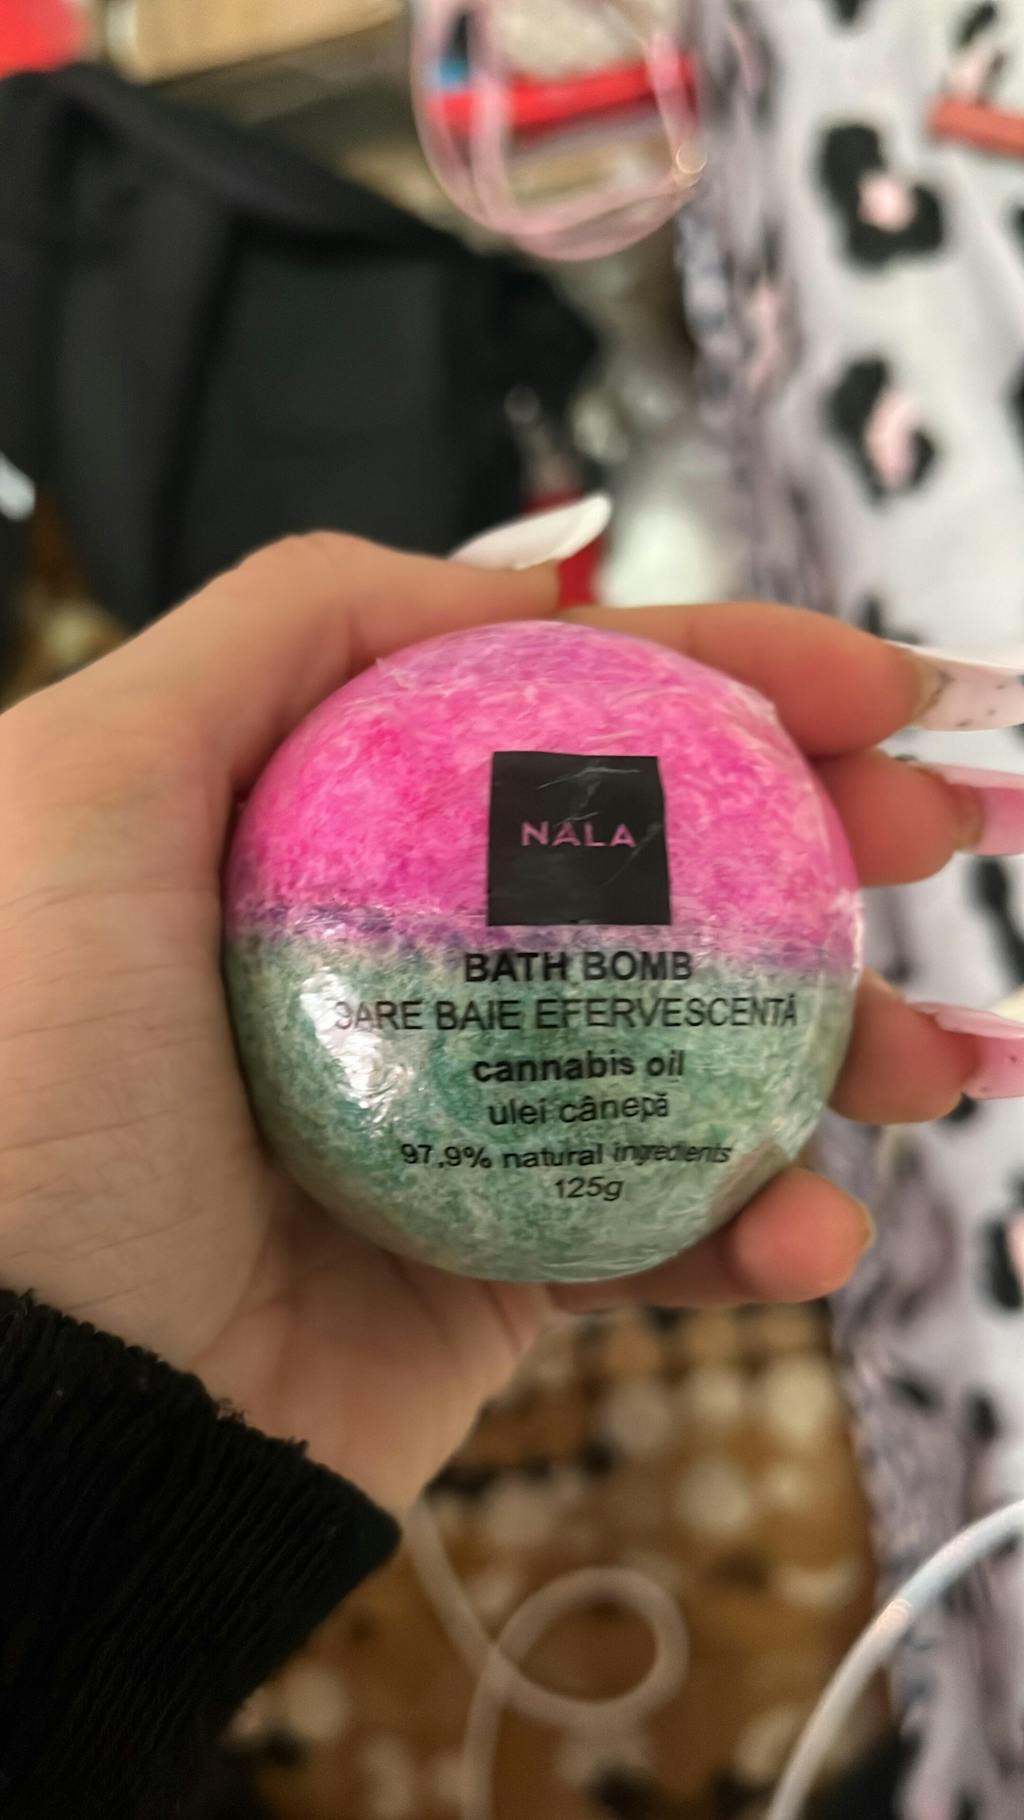 NALA
BATH BOMB
SARE BAIE EFERVESCENTĂ
cannabis oil
ulei cânepă
97,9% natural ingredients
125g